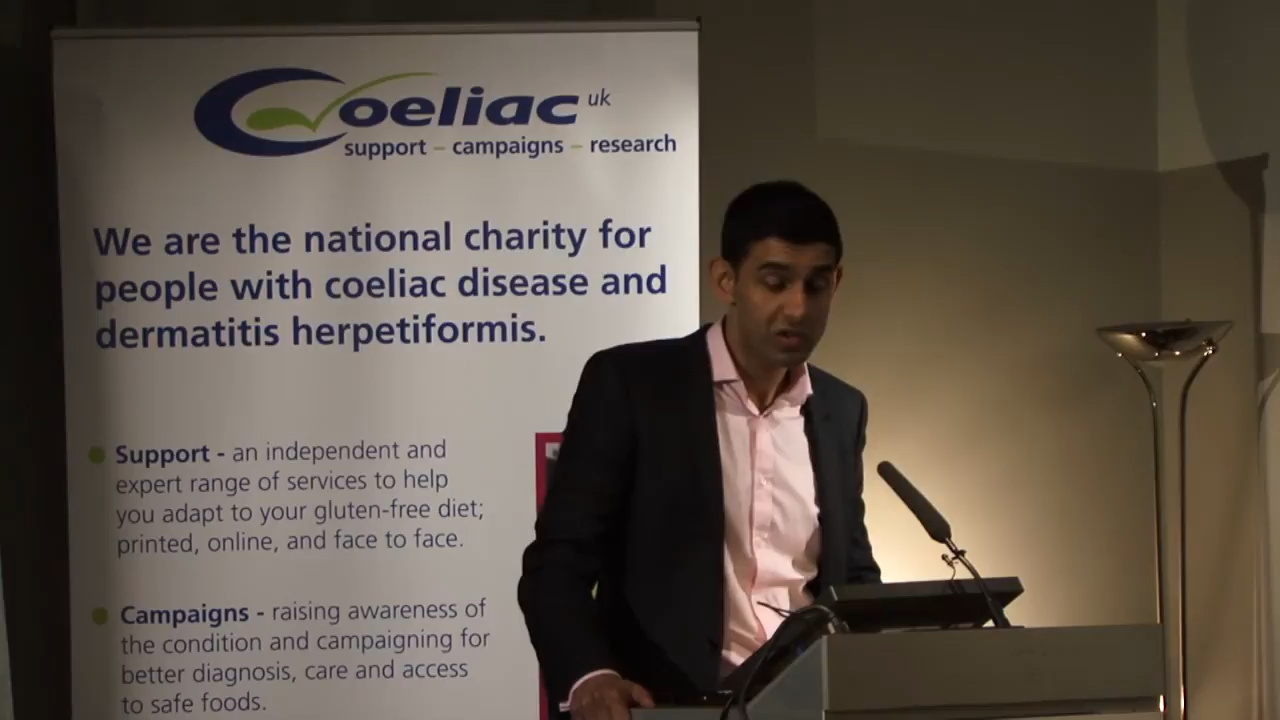 Coeliac uk
support – campaigns – research
We are the national charity for
people with coeliac disease and
dermatitis herpetiformis.
Support - an independent and
expert range of services to help
you adapt to your gluten-free diet;
printed, online, and face to face.
Campaigns - raising awareness of
the condition and campaigning for
better diagnosis, care and access
to safe foods.